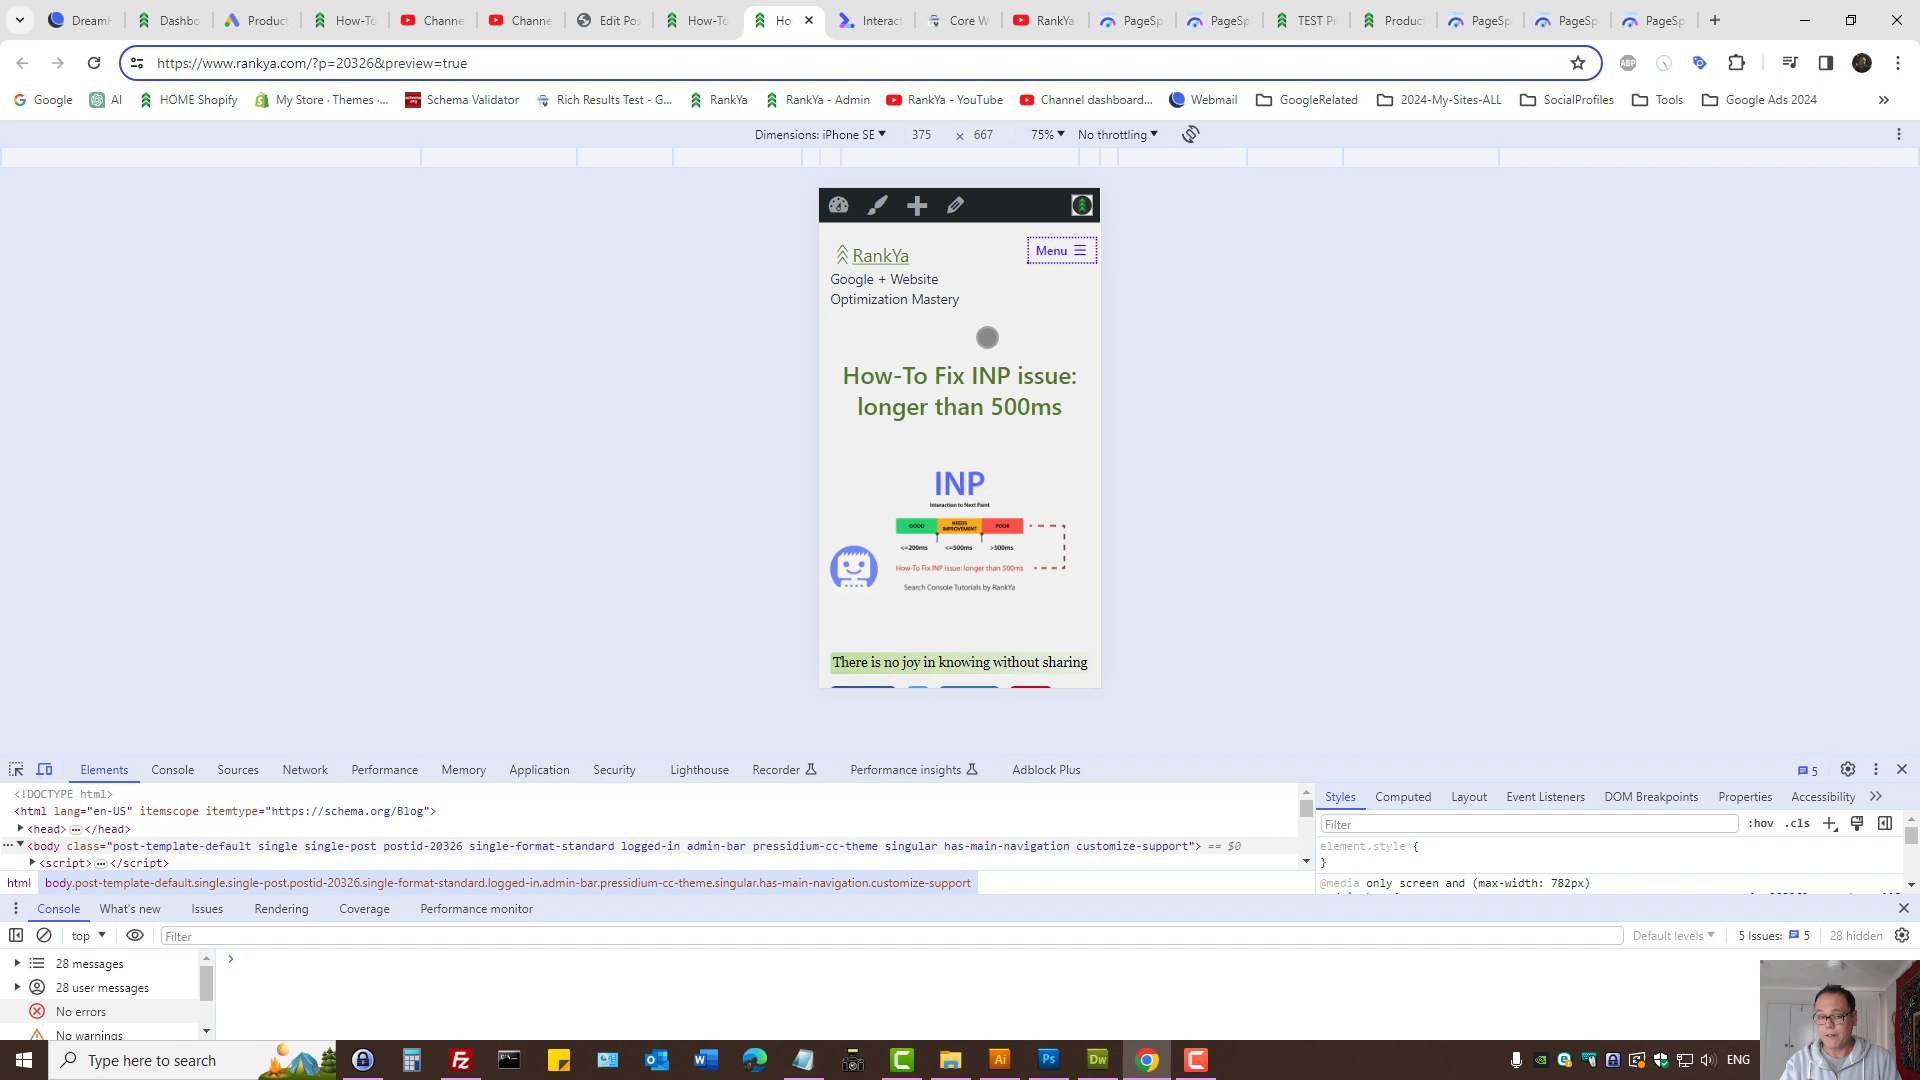 Dashbo
Product
How-To
Channe
Channe
Edit Pos
How-To
Ho
Interact
Core W
RankYa
PageSp
PageSp
TEST Pr
Product
PageSp
PageSp
PageSp
https://www.rankya.com/?p=20326&preview=true
Google
AI
HOME Shopify
My Store · Themes ·...
Schema Validator
Rich Results Test - G...
RankYa
RankYa - Admin
RankYa - YouTube
Channel dashboard...
Webmail
GoogleRelated
2024-My-Sites-ALL
SocialProfiles
Tools
Google Ads 2024
Dimensions: iPhone SE
375 × 667
75%
No throttling
RankYa
Menu
Google + Website
Optimization Mastery
How-To Fix INP issue:
longer than 500ms
INP
Interaction to Next Paint
GOOD
NEEDS IMPROVEMENT
POOR
<=200ms <=500ms >500ms
How-To Fix INP issue: longer than 500ms
Search Console Tutorials by RankYa
There is no joy in knowing without sharing
Elements Console Sources Network Performance Memory Application Security Lighthouse Recorder Performance insights Adblock Plus
5
<!DOCTYPE html>
<html lang="en-US" itemscope itemtype="https://schema.org/Blog">
<head> ... </head>
<body class="post-template-default single single-post postid-20326 single-format-standard logged-in admin-bar pressidium-cc-theme singular has-main-navigation customize-support"> == $0
<script> ... </script>
html body.post-template-default.single.single-post.postid-20326.single-format-standard.logged-in.admin-bar.pressidium-cc-theme.singular.has-main-navigation.customize-support
Styles Computed Layout Event Listeners DOM Breakpoints Properties Accessibility
Filter
:hov .cls
element.style {
}
@media only screen and (max-width: 782px)
Console What's new Issues Rendering Coverage Performance monitor
top
Filter
Default levels
5 Issues: 5
28 hidden
28 messages
28 user messages
No errors
No warnings
Type here to search
ENG